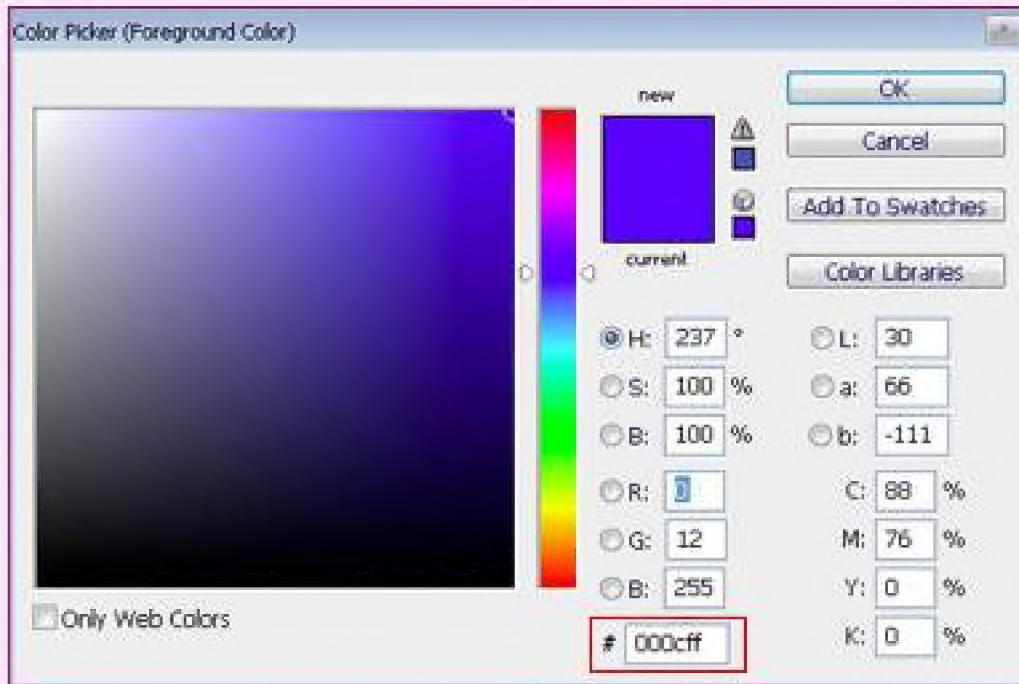 Color Picker (Foreground Color)
new
current
OK
Cancel
Add To Swatches
Color Libraries
H: 237 °
S: 100 %
B: 100 %
R: 0
G: 12
B: 255
# 000cff
L: 30
a: 66
b: -111
C: 88 %
M: 76 %
Y: 0 %
K: 0 %
Only Web Colors